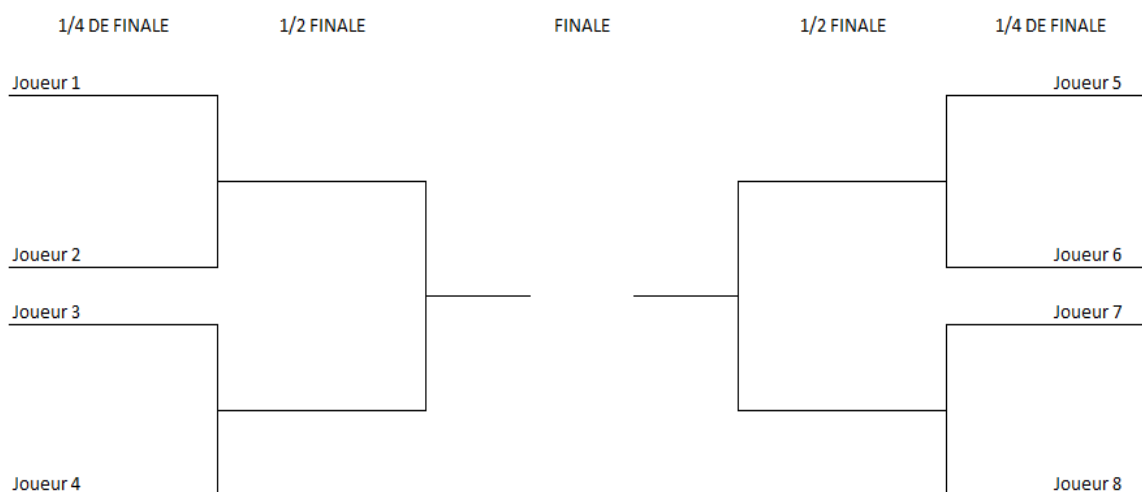 1/4 DE FINALE 1/2 FINALE FINALE 1/2 FINALE 1/4 DE FINALE
Joueur 1 Joueur 5
Joueur 2 Joueur 6
Joueur 3 Joueur 7
Joueur 4 Joueur 8